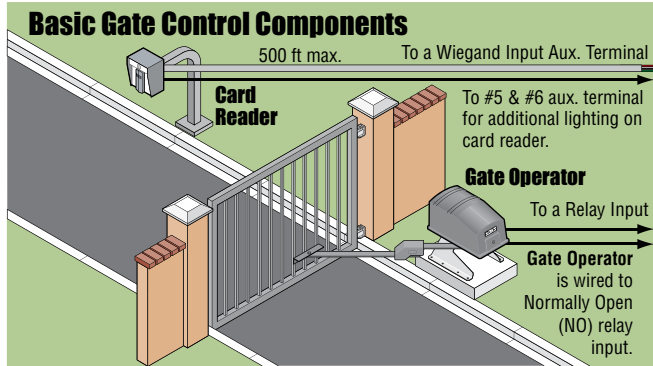 Basic Gate Control Components
500 ft max.
To a Wiegand Input Aux. Terminal
Card
Reader
To #5 & #6 aux. terminal
for additional lighting on
card reader.
Gate Operator
To a Relay Input
Gate Operator
is wired to
Normally Open
(NO) relay
input.